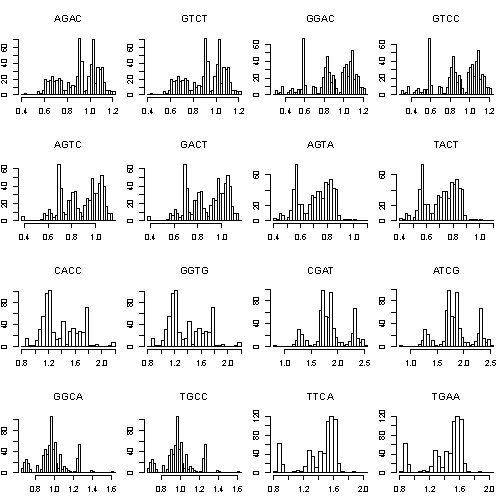 AGAC GTCT GGAC GTCC
0.4 0.6 0.8 1.0 1.2 0.4 0.6 0.8 1.0 1.2 0.4 0.6 0.8 1.0 1.2 0.4 0.6 0.8 1.0 1.2
AGTC GACT AGTA TACT
0.4 0.6 0.8 1.0 0.4 0.6 0.8 1.0 0.4 0.6 0.8 1.0 0.4 0.6 0.8 1.0
CACC GGTG CGAT ATCG
0.8 1.2 1.6 2.0 0.8 1.2 1.6 2.0 1.0 1.5 2.0 2.5 1.0 1.5 2.0 2.5
GGCA TGCC TTCA TGAA
0.8 1.0 1.2 1.4 1.6 0.8 1.0 1.2 1.4 1.6 0.8 1.2 1.6 2.0 0.8 1.2 1.6 2.0